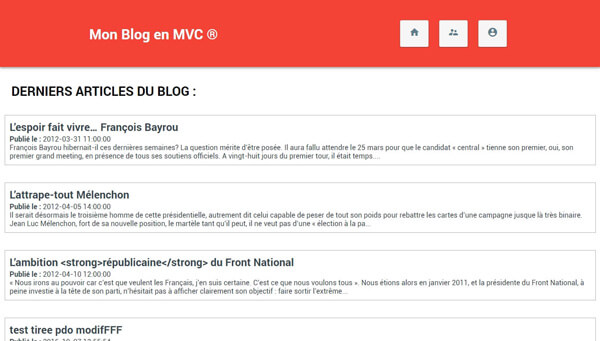 Mon Blog en MVC ®
DERNIERS ARTICLES DU BLOG :
L'espoir fait vivre… François Bayrou
Publié le : 2012-03-31 11:00:00
François Bayrou hibernait-il ces dernières semaines? La question mérite d'être posée. Il aura fallu attendre le 25 mars pour que le candidat « central » tienne son premier, oui, son
premier grand meeting, en présence de tous ses soutiens officiels. A vingt-huit jours du premier tour, il était temps....
L'attrape-tout Mélenchon
Publié le : 2012-04-05 14:00:00
Il serait désormais le troisième homme de cette présidentielle, autrement dit celui capable de peser de tout son poids pour rebattre les cartes d'une campagne jusque là très binaire.
Jean Luc Mélenchon, fort de sa nouvelle position, le martèle tant qu'il peut, il ne veut pas d'une « élection à la pa...
L'ambition <strong>républicaine</strong> du Front National
Publié le : 2012-04-10 12:00:00
« Nous irons au pouvoir car c'est que veulent les Français, j'en suis certaine. C'est ce que nous voulons tous ». Nous étions alors en janvier 2011, et la présidente du Front National, à
peine investie à la tête de son parti, n'hésitait pas à afficher clairement son objectif : faire sortir l'extrême...
test tiree pdo modifFFF
Publié le : 2016-10-07 12:55:54